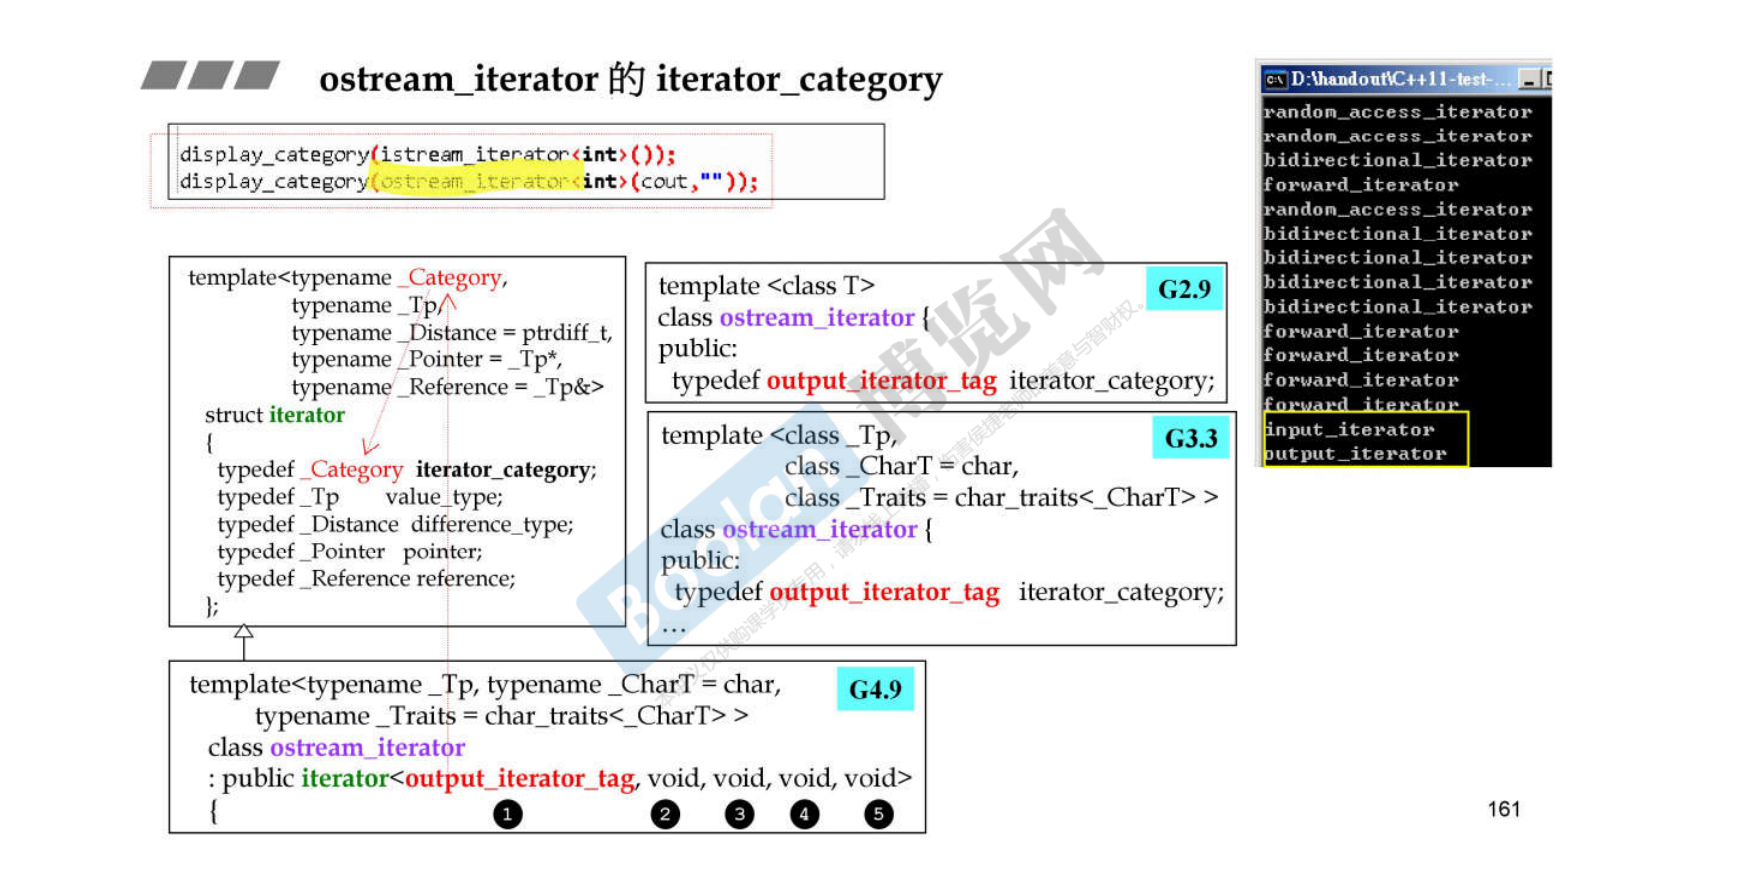 ostream_iterator 的 iterator_category
display_category(istream_iterator<int>());
display_category(ostream_iterator<int>(cout,""));
template<typename _Category,
typename _Tp,
typename _Distance = ptrdiff_t,
typename _Pointer = _Tp*,
typename _Reference = _Tp&>
struct iterator
{
typedef _Category iterator_category;
typedef _Tp value_type;
typedef _Distance difference_type;
typedef _Pointer pointer;
typedef _Reference reference;
};
template <class T>
class ostream_iterator {
public:
typedef output_iterator_tag iterator_category;
G2.9
template <class _Tp,
class _CharT = char,
class _Traits = char_traits<_CharT> >
class ostream_iterator {
public:
typedef output_iterator_tag iterator_category;
...
G3.3
template<typename _Tp, typename _CharT = char,
typename _Traits = char_traits<_CharT> >
class ostream_iterator
: public iterator<output_iterator_tag, void, void, void, void>
{
1 2 3 4 5
G4.9
D:\handout\C++11-test-...
random_access_iterator
random_access_iterator
bidirectional_iterator
forward_iterator
random_access_iterator
bidirectional_iterator
bidirectional_iterator
bidirectional_iterator
bidirectional_iterator
forward_iterator
forward_iterator
forward_iterator
forward_iterator
input_iterator
output_iterator
Boolan 博览网
161